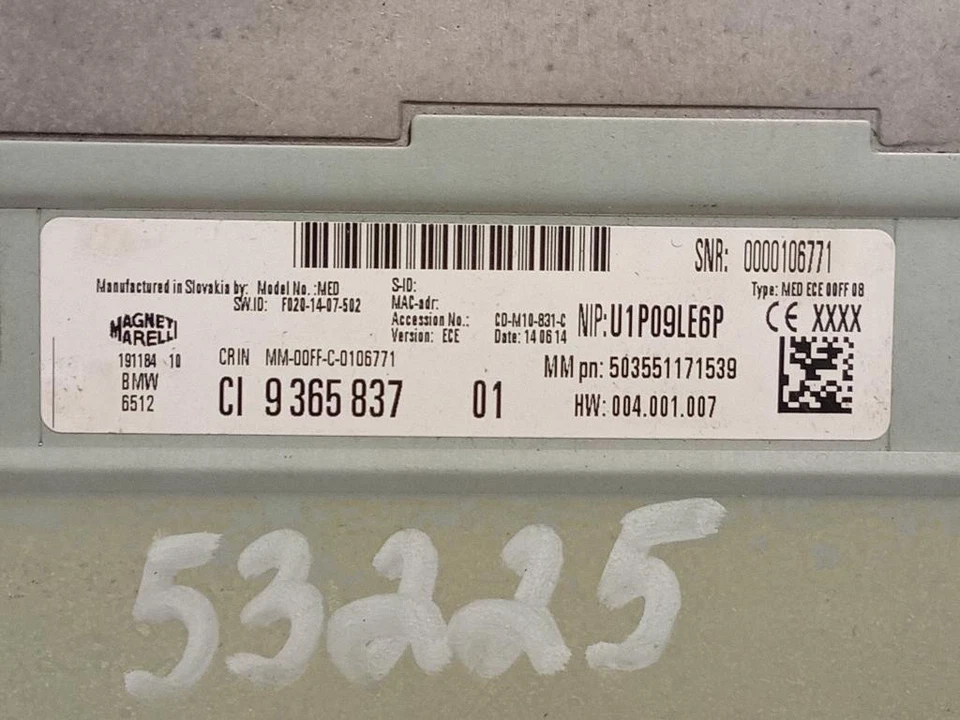 SNR: 0000106771
Manufactured in Slovakia by: Model No. :MED
SW.ID: F020-14-07-502
S-ID:
MAC-adr:
Accession No.: CD-M10-831-C
Version: ECE Date: 14 06 14
NIP: U1P09LE6P
Type: MED ECE 00FF 08
CE XXXX
MAGNETI MARELLI
191184 10
BMW
6512
CRIN MM-00FF-C-0106771
CI 9 365 837 01
MM pn: 503551171539
HW: 004.001.007
53225